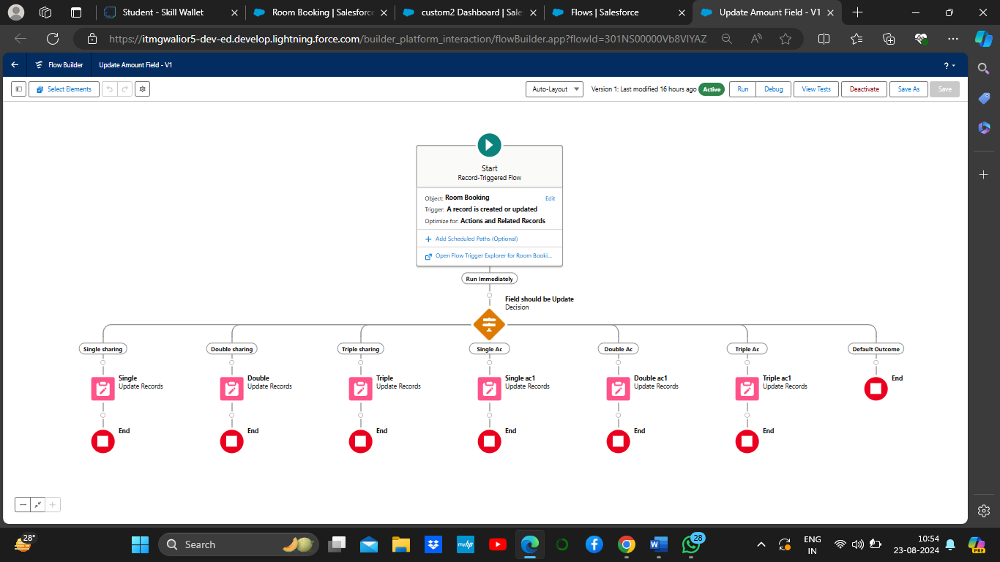 Student - Skill Wallet
Room Booking | Salesforc
custom2 Dashboard | Sale
Flows | Salesforce
Update Amount Field - V1
https://itmgwalior5-dev-ed.develop.lightning.force.com/builder_platform_interaction/flowBuilder.app?flowId=301NS00000Vb8VIYAZ
Flow Builder
Update Amount Field - V1
?
Select Elements
Auto-Layout
Version 1: Last modified 16 hours ago
Active
Run
Debug
View Tests
Deactivate
Save As
Save
Start
Record-Triggered Flow
Object: Room Booking
Edit
Trigger: A record is created or updated
Optimize for: Actions and Related Records
Add Scheduled Paths (Optional)
Open Flow Trigger Explorer for Room Booki...
Run Immediately
Field should be Update
Decision
Single sharing
Double sharing
Triple sharing
Single Ac
Double Ac
Triple Ac
Default Outcome
Single
Update Records
Double
Update Records
Triple
Update Records
Single ac1
Update Records
Double ac1
Update Records
Triple ac1
Update Records
End
End
End
End
End
End
End
28°
Search
myhp
28
ENG
IN
10:54
23-08-2024
PRE